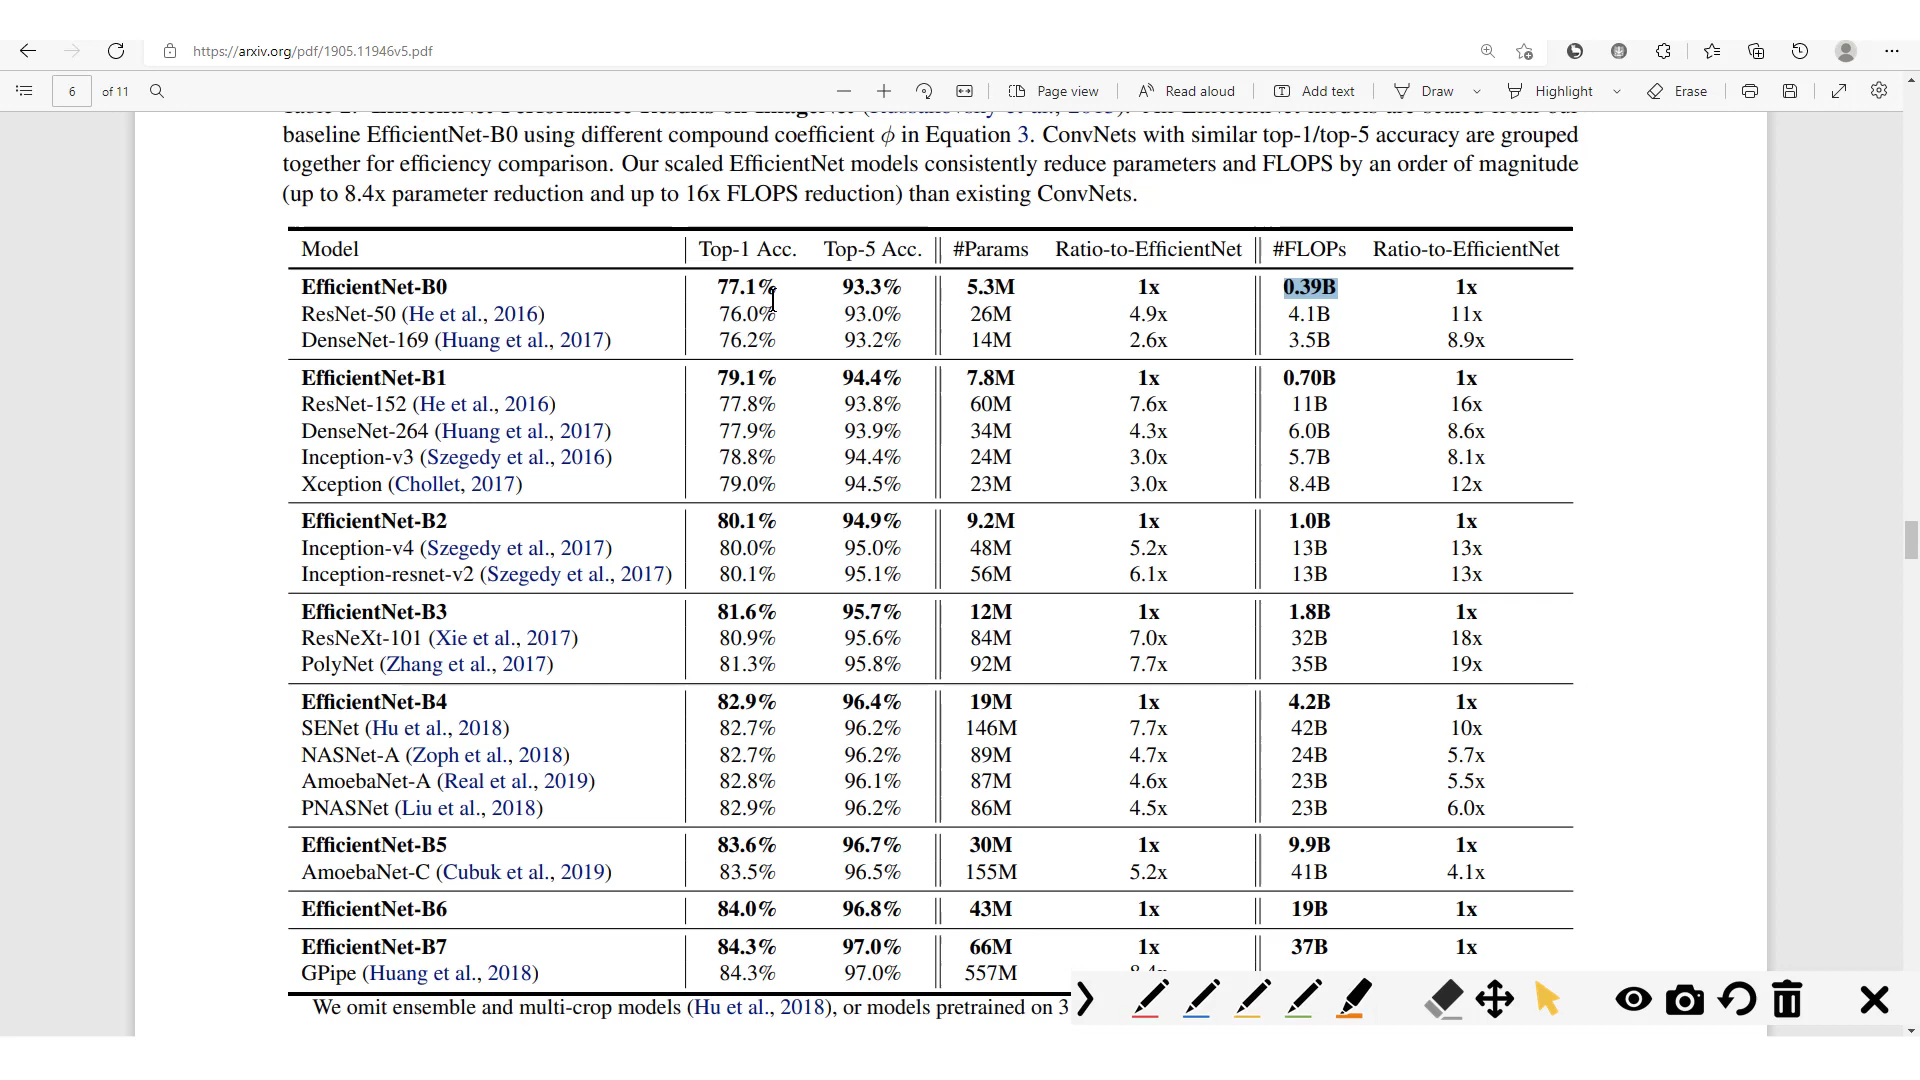 https://arxiv.org/pdf/1905.11946v5.pdf
6 of 11 Page view Read aloud Add text Draw Highlight Erase
baseline EfficientNet-B0 using different compound coefficient ϕ in Equation 3. ConvNets with similar top-1/top-5 accuracy are grouped
together for efficiency comparison. Our scaled EfficientNet models consistently reduce parameters and FLOPS by an order of magnitude
(up to 8.4x parameter reduction and up to 16x FLOPS reduction) than existing ConvNets.
Model Top-1 Acc. Top-5 Acc. #Params Ratio-to-EfficientNet #FLOPs Ratio-to-EfficientNet
EfficientNet-B0 77.1% 93.3% 5.3M 1x 0.39B 1x
ResNet-50 (He et al., 2016) 76.0% 93.0% 26M 4.9x 4.1B 11x
DenseNet-169 (Huang et al., 2017) 76.2% 93.2% 14M 2.6x 3.5B 8.9x
EfficientNet-B1 79.1% 94.4% 7.8M 1x 0.70B 1x
ResNet-152 (He et al., 2016) 77.8% 93.8% 60M 7.6x 11B 16x
DenseNet-264 (Huang et al., 2017) 77.9% 93.9% 34M 4.3x 6.0B 8.6x
Inception-v3 (Szegedy et al., 2016) 78.8% 94.4% 24M 3.0x 5.7B 8.1x
Xception (Chollet, 2017) 79.0% 94.5% 23M 3.0x 8.4B 12x
EfficientNet-B2 80.1% 94.9% 9.2M 1x 1.0B 1x
Inception-v4 (Szegedy et al., 2017) 80.0% 95.0% 48M 5.2x 13B 13x
Inception-resnet-v2 (Szegedy et al., 2017) 80.1% 95.1% 56M 6.1x 13B 13x
EfficientNet-B3 81.6% 95.7% 12M 1x 1.8B 1x
ResNeXt-101 (Xie et al., 2017) 80.9% 95.6% 84M 7.0x 32B 18x
PolyNet (Zhang et al., 2017) 81.3% 95.8% 92M 7.7x 35B 19x
EfficientNet-B4 82.9% 96.4% 19M 1x 4.2B 1x
SENet (Hu et al., 2018) 82.7% 96.2% 146M 7.7x 42B 10x
NASNet-A (Zoph et al., 2018) 82.7% 96.2% 89M 4.7x 24B 5.7x
AmoebaNet-A (Real et al., 2019) 82.8% 96.1% 87M 4.6x 23B 5.5x
PNASNet (Liu et al., 2018) 82.9% 96.2% 86M 4.5x 23B 6.0x
EfficientNet-B5 83.6% 96.7% 30M 1x 9.9B 1x
AmoebaNet-C (Cubuk et al., 2019) 83.5% 96.5% 155M 5.2x 41B 4.1x
EfficientNet-B6 84.0% 96.8% 43M 1x 19B 1x
EfficientNet-B7 84.3% 97.0% 66M 1x 37B 1x
GPipe (Huang et al., 2018) 84.3% 97.0% 557M
We omit ensemble and multi-crop models (Hu et al., 2018), or models pretrained on 3